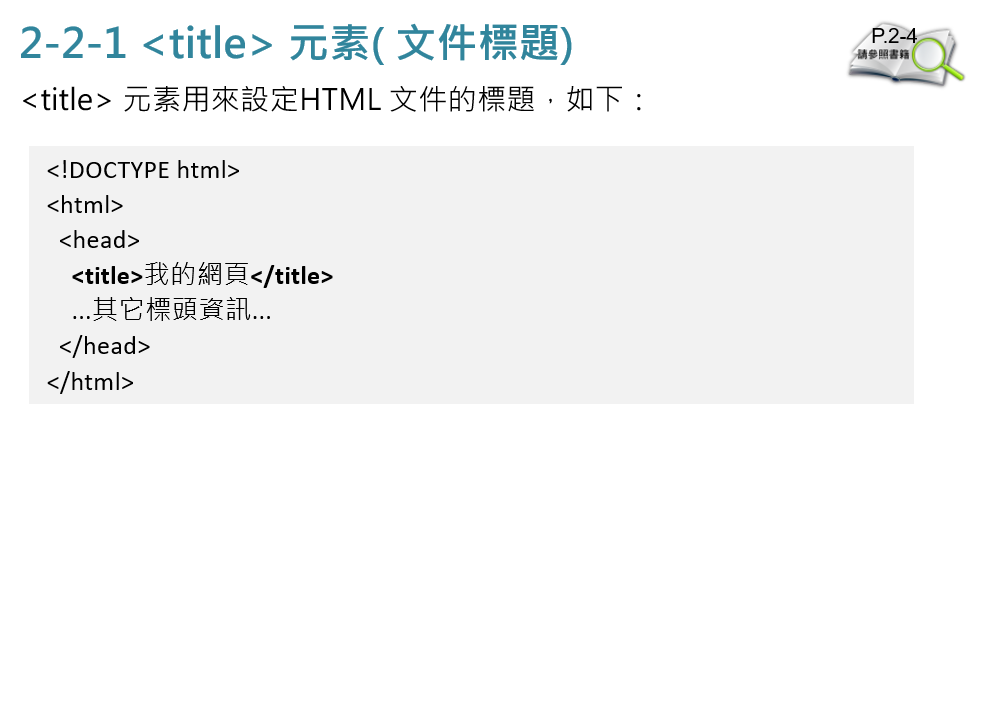 2-2-1 <title> 元素( 文件標題)
P.2-4
請參照書籍
<title> 元素用來設定HTML 文件的標題，如下：
<!DOCTYPE html>
<html>
<head>
<title>我的網頁</title>
...其它標頭資訊...
</head>
</html>